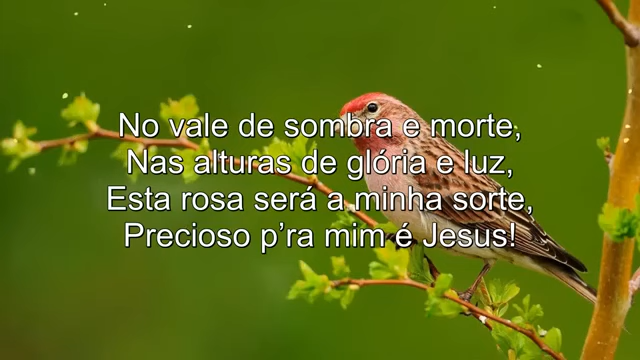 No vale de sombra e morte,
Nas alturas de glória e luz,
Esta rosa será a minha sorte,
Precioso p’ra mim é Jesus!